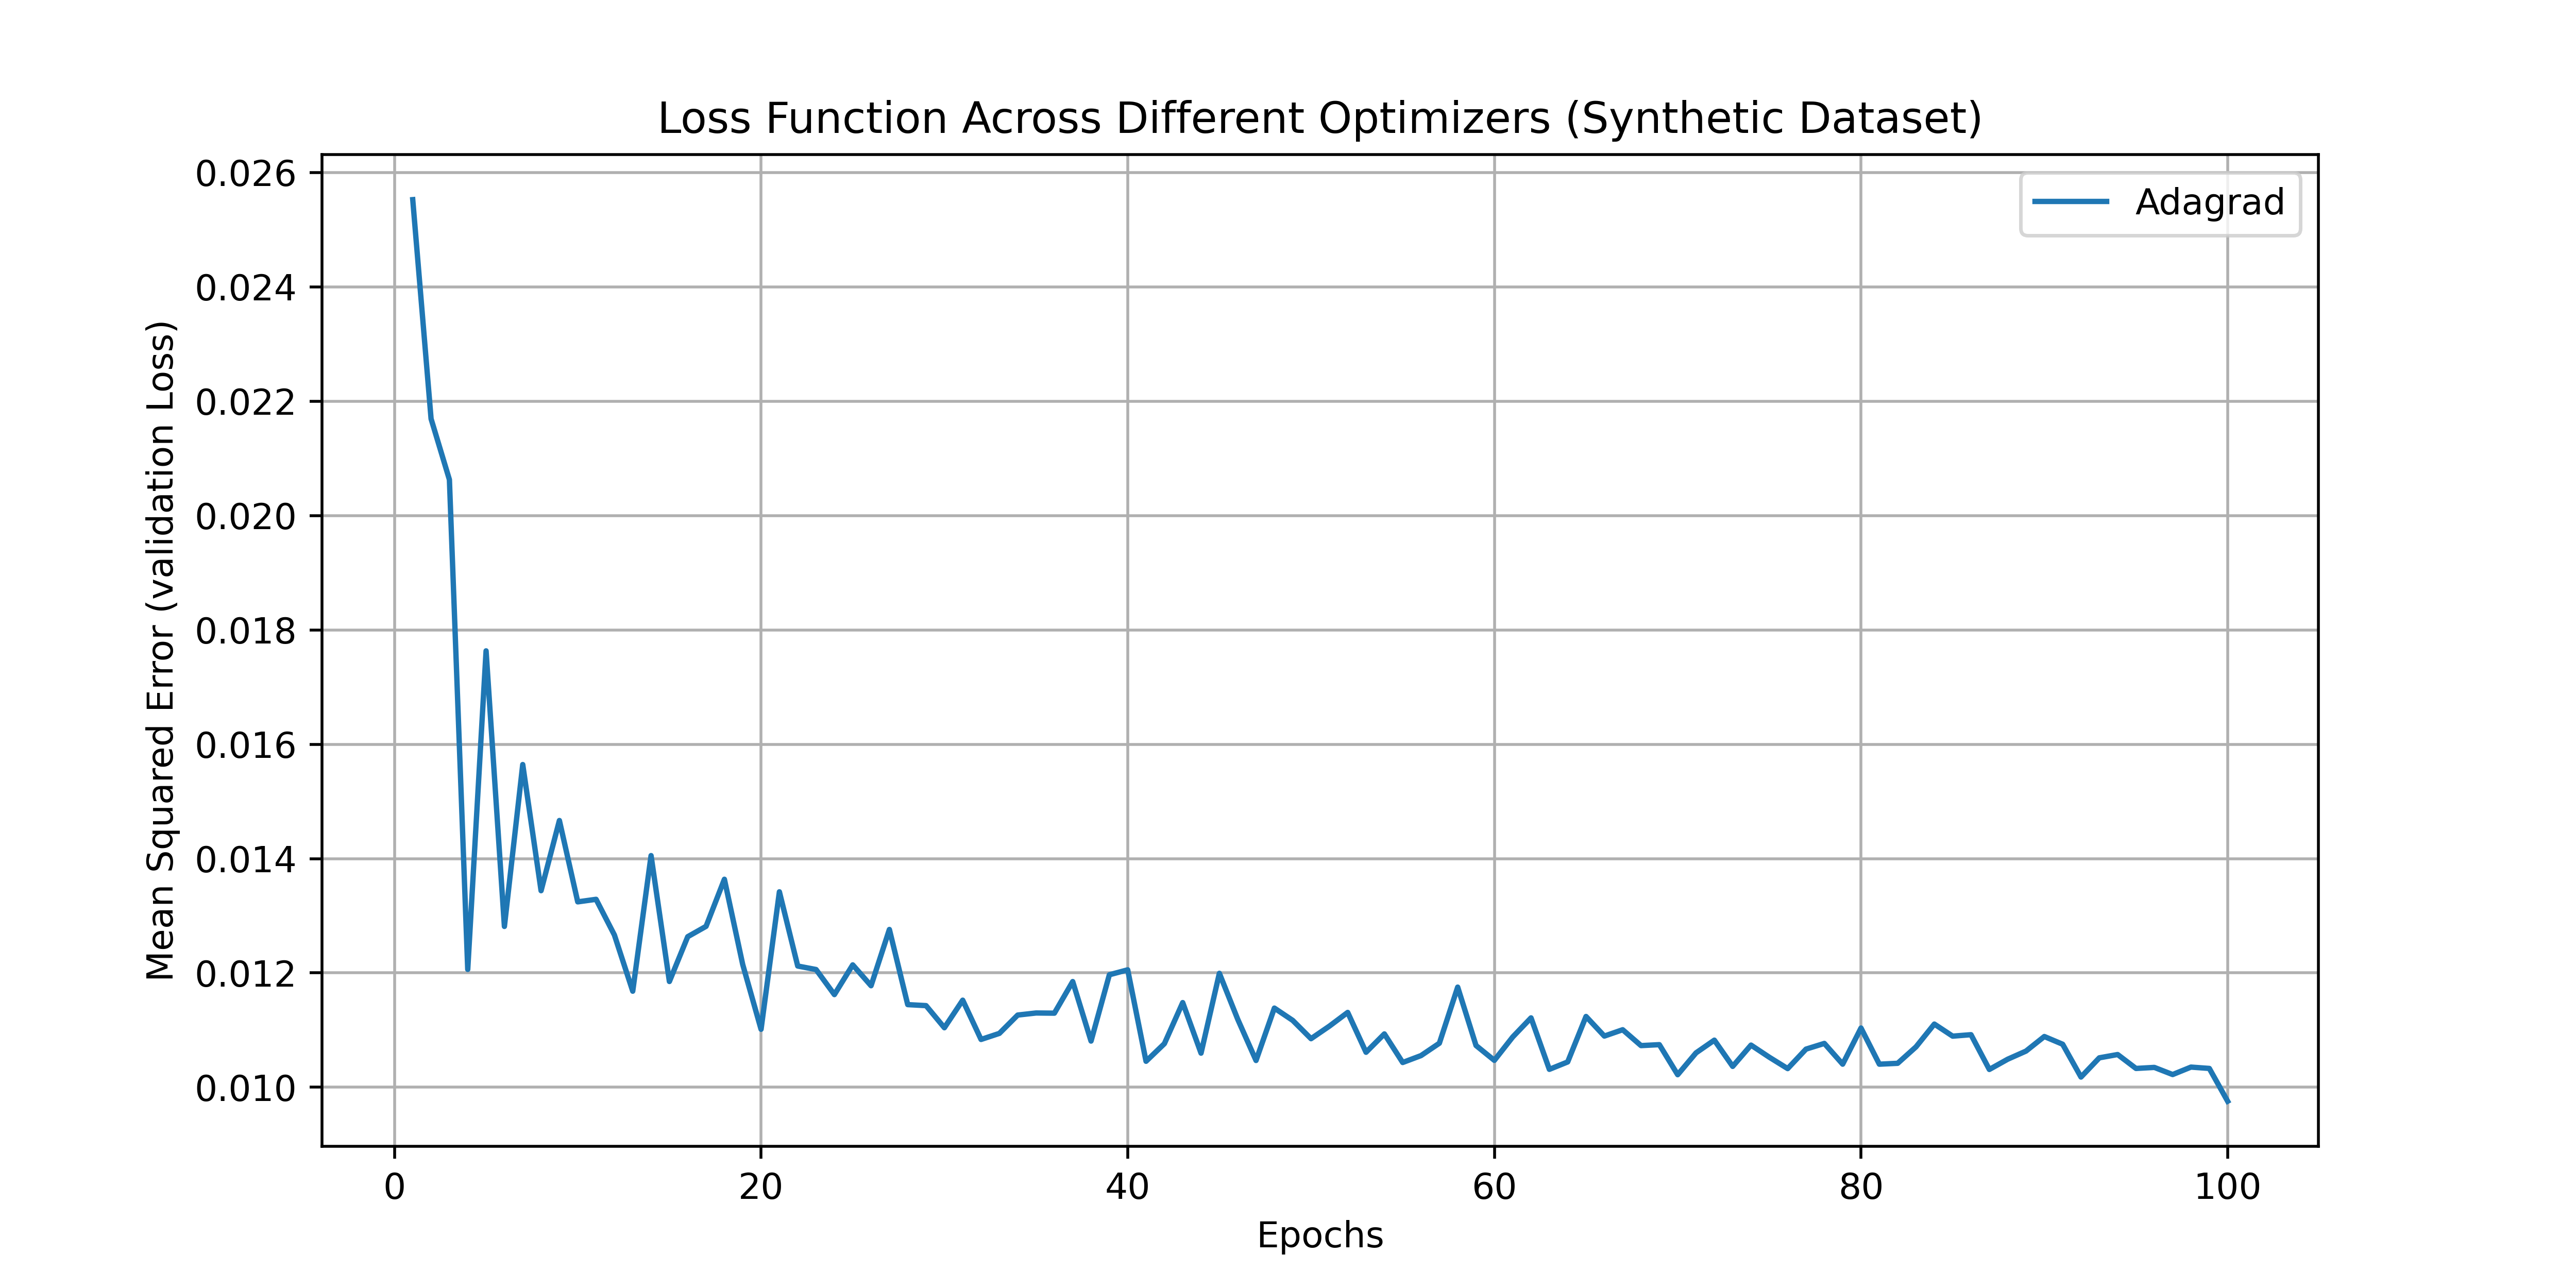 Loss Function Across Different Optimizers (Synthetic Dataset)
Adagrad
Mean Squared Error (validation Loss)
0.026
0.024
0.022
0.020
0.018
0.016
0.014
0.012
0.010
0 20 40 60 80 100
Epochs